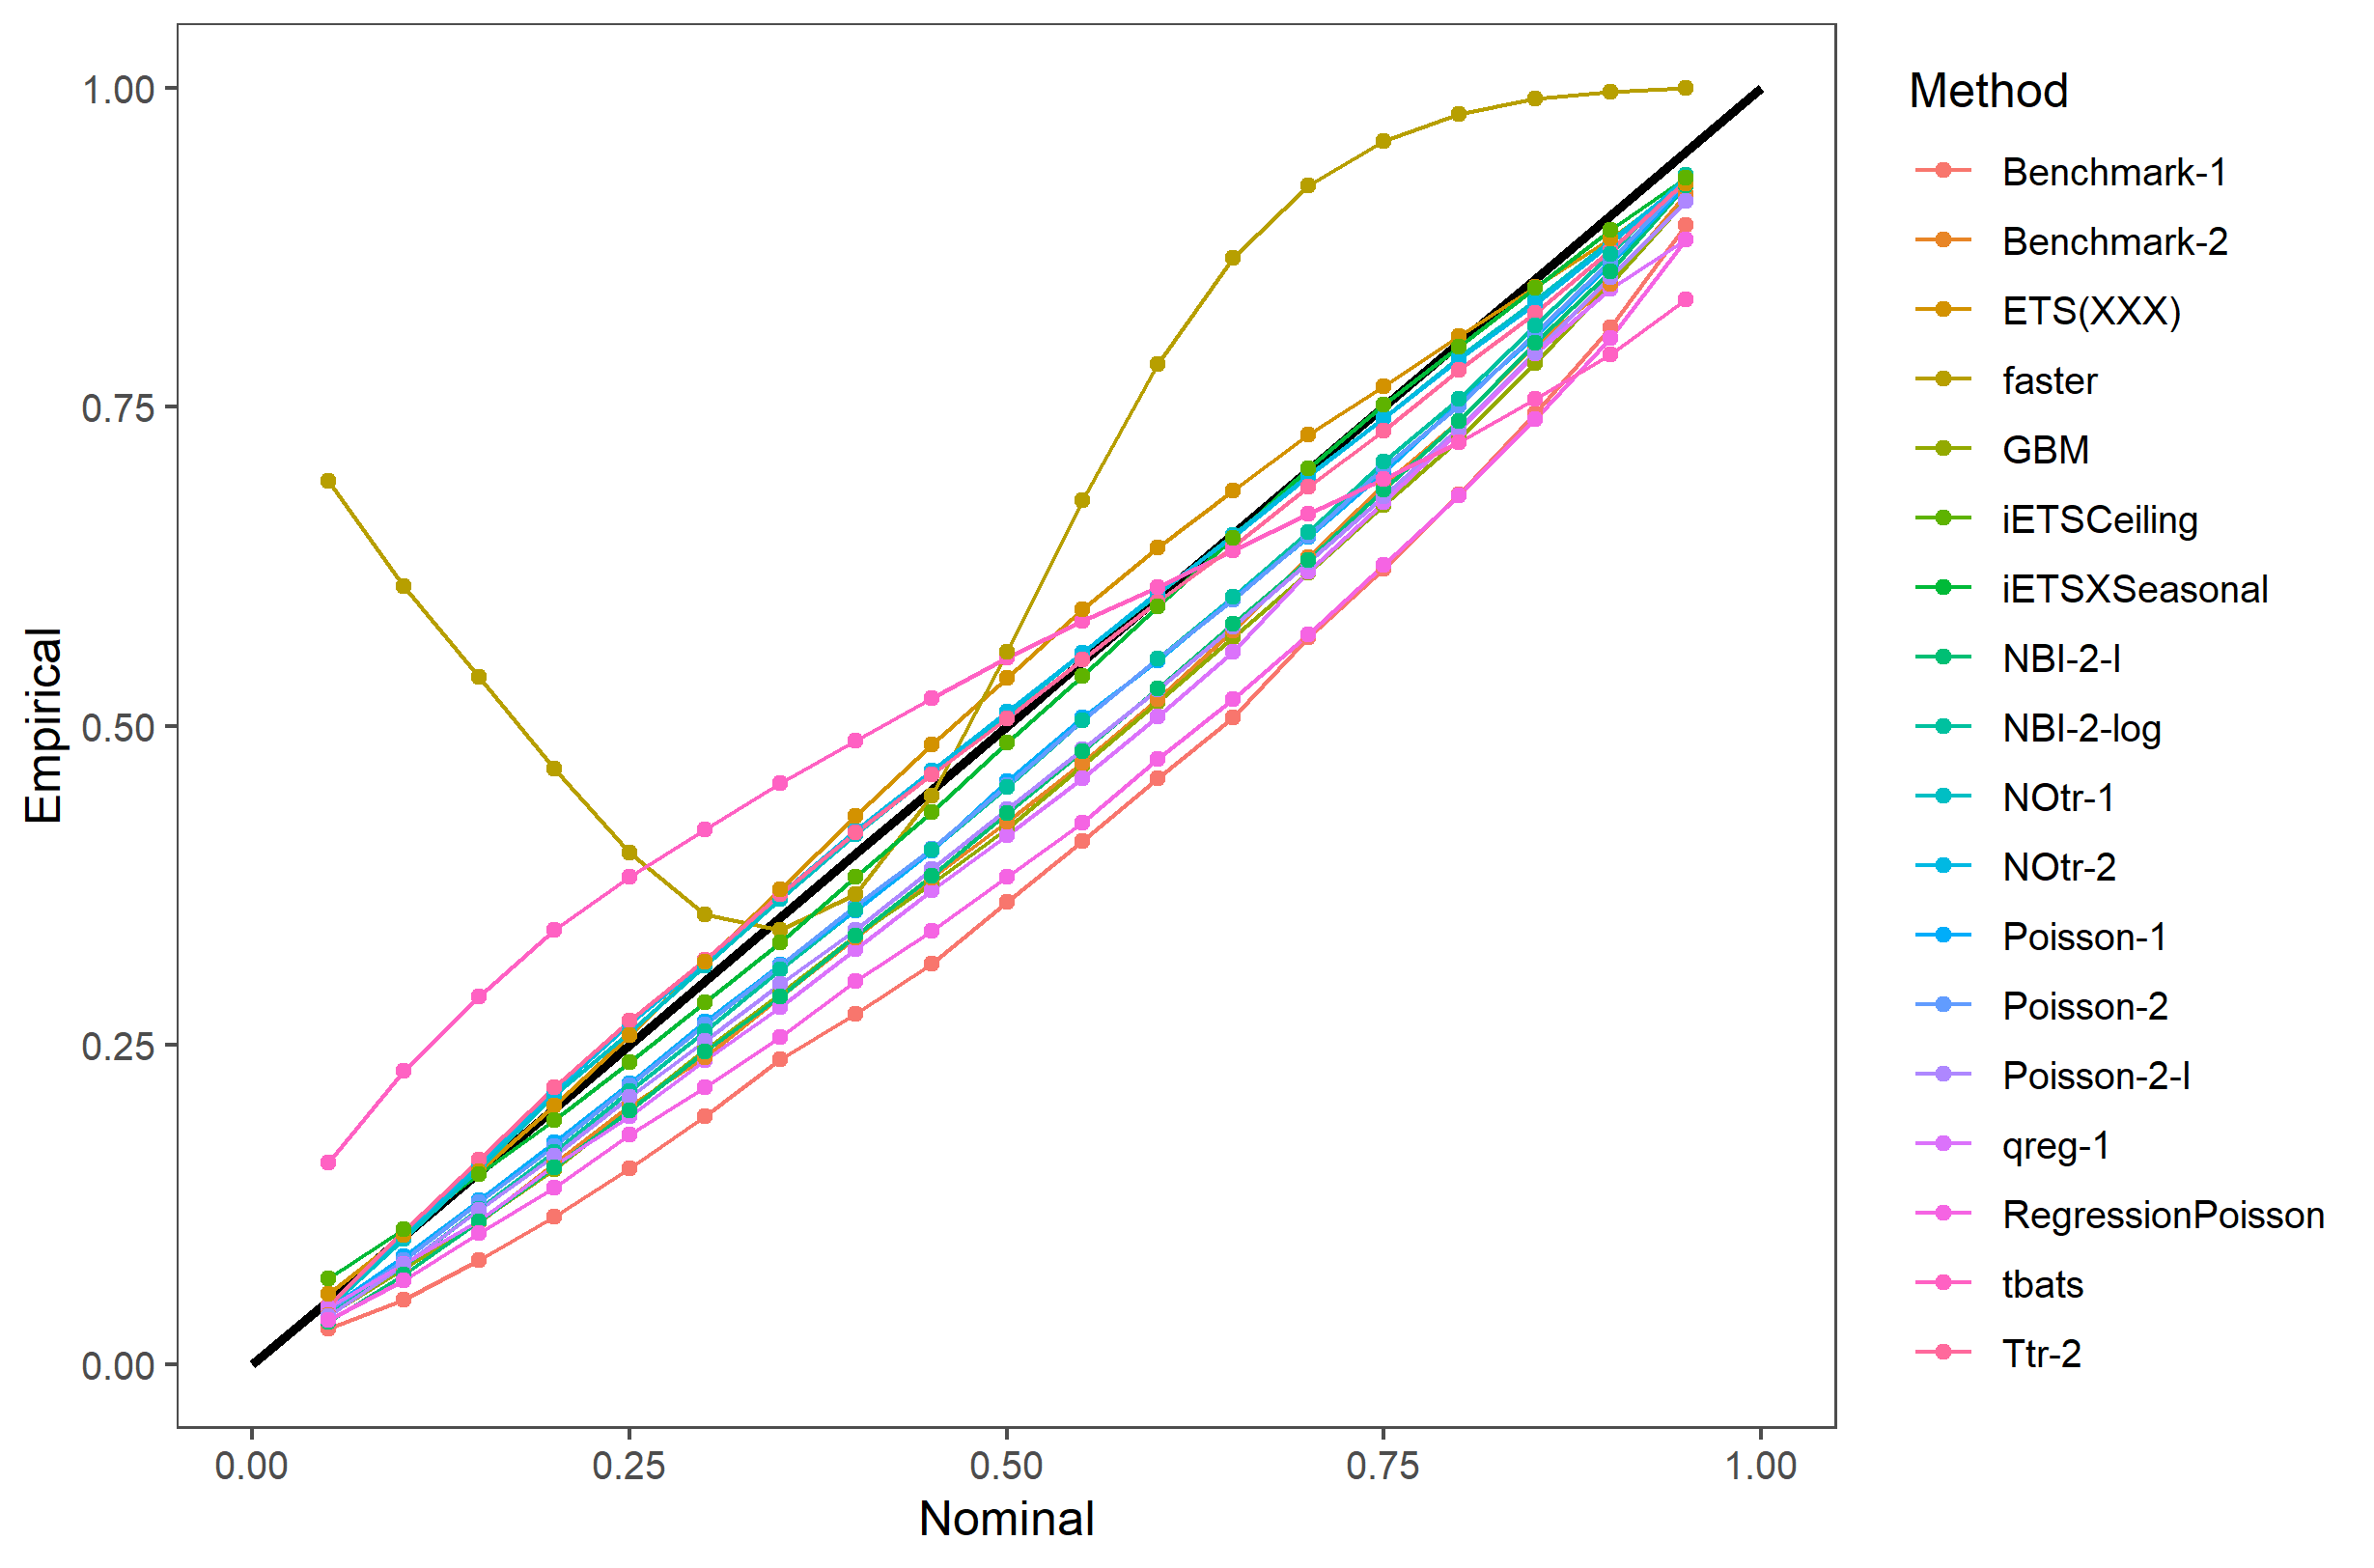 1.00
0.75
0.50
0.25
0.00
Empirical
0.00 0.25 0.50 0.75 1.00
Nominal
Method
Benchmark-1
Benchmark-2
ETS(XXX)
faster
GBM
iETSCeiling
iETSXSeasonal
NBI-2-I
NBI-2-log
NOtr-1
NOtr-2
Poisson-1
Poisson-2
Poisson-2-I
qreg-1
RegressionPoisson
tbats
Ttr-2